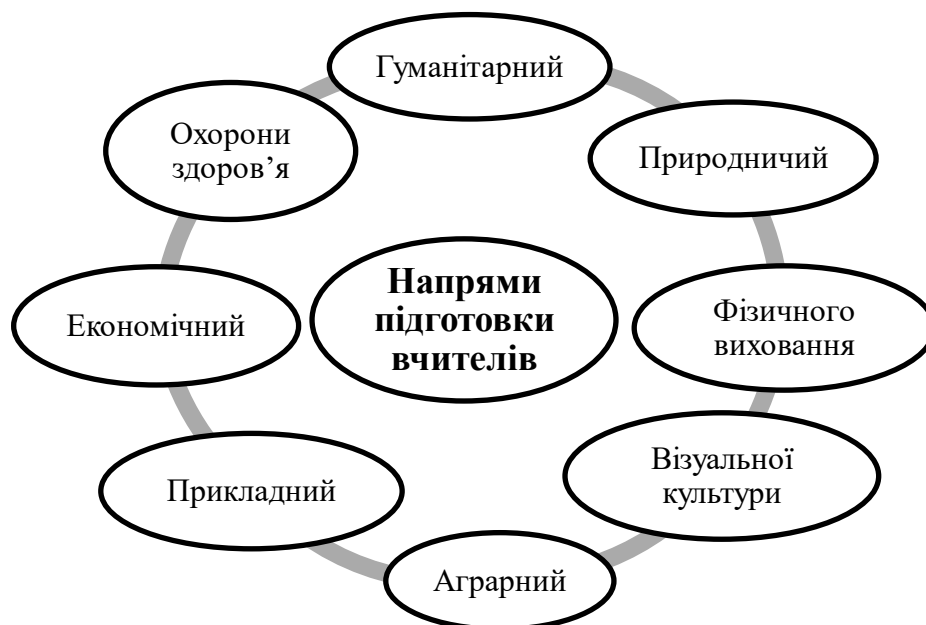 Гуманітарний
Охорони
здоров’я
Природничий
Напрями
підготовки
вчителів
Економічний
Фізичного
виховання
Візуальної
культури
Прикладний
Аграрний